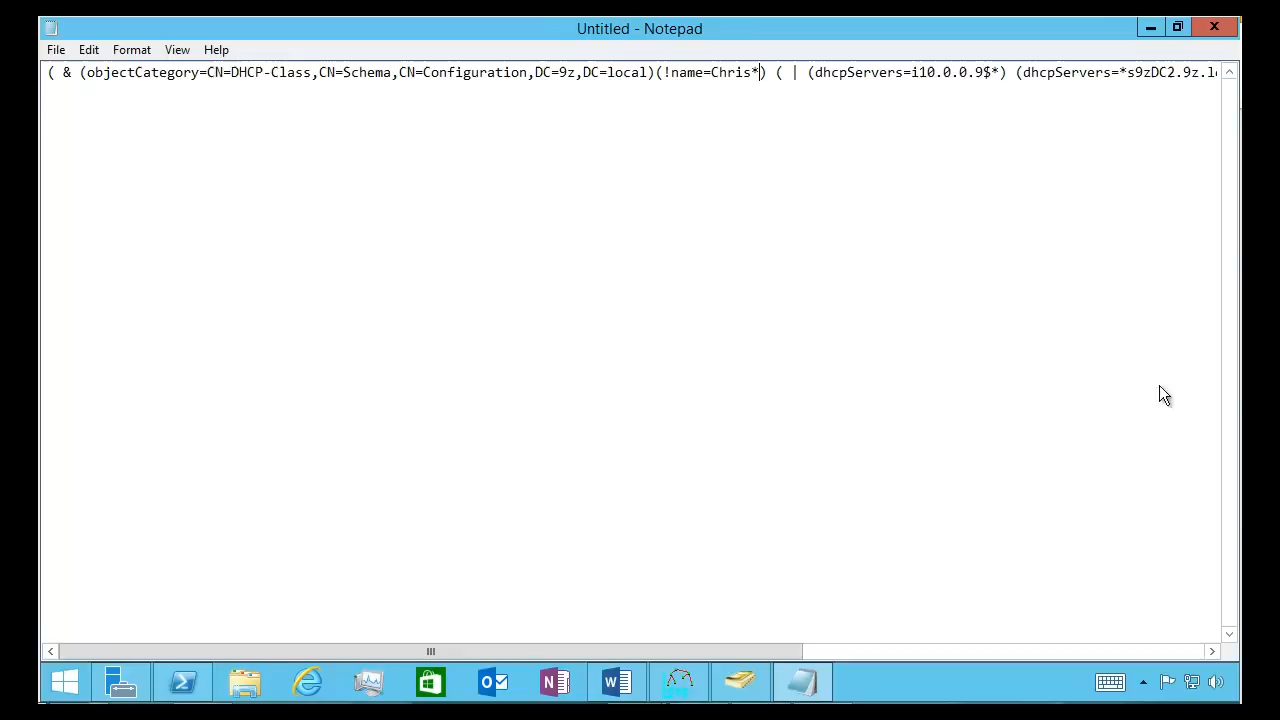 Untitled - Notepad
File Edit Format View Help
( & (objectCategory=CN=DHCP-Class,CN=Schema,CN=Configuration,DC=9z,DC=local)(!name=Chris*) ( | (dhcpServers=i10.0.0.9$*) (dhcpServers=*s9zDC2.9z.lo